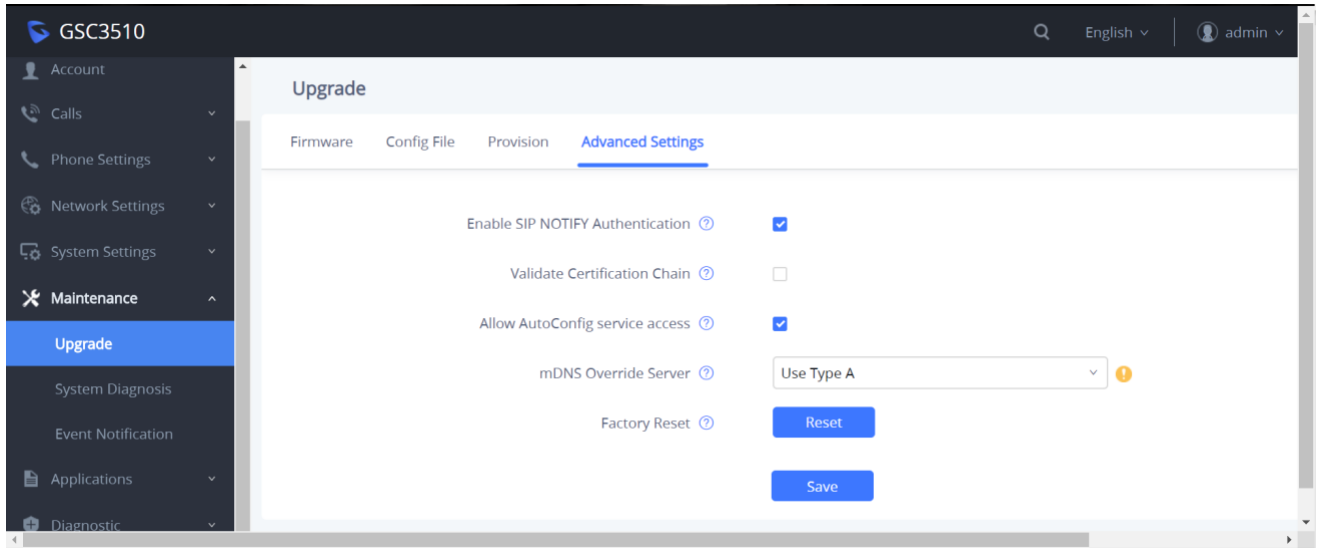 GSC3510
English
admin
Account
Calls
Phone Settings
Network Settings
System Settings
Maintenance
Upgrade
System Diagnosis
Event Notification
Applications
Diagnostic
Upgrade
Firmware Config File Provision Advanced Settings
Enable SIP NOTIFY Authentication ?
Validate Certification Chain ?
Allow AutoConfig service access ?
mDNS Override Server ? Use Type A !
Factory Reset ? Reset
Save